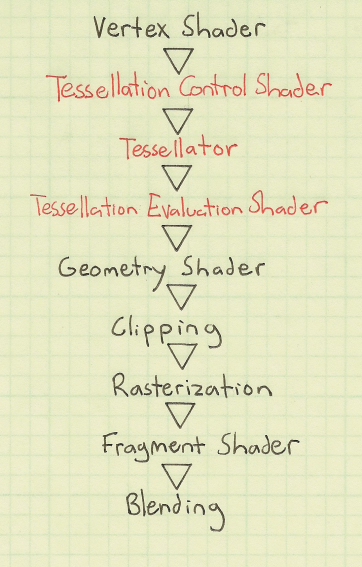 Vertex Shader
Tessellation Control Shader
Tessellator
Tessellation Evaluation Shader
Geometry Shader
Clipping
Rasterization
Fragment Shader
Blending